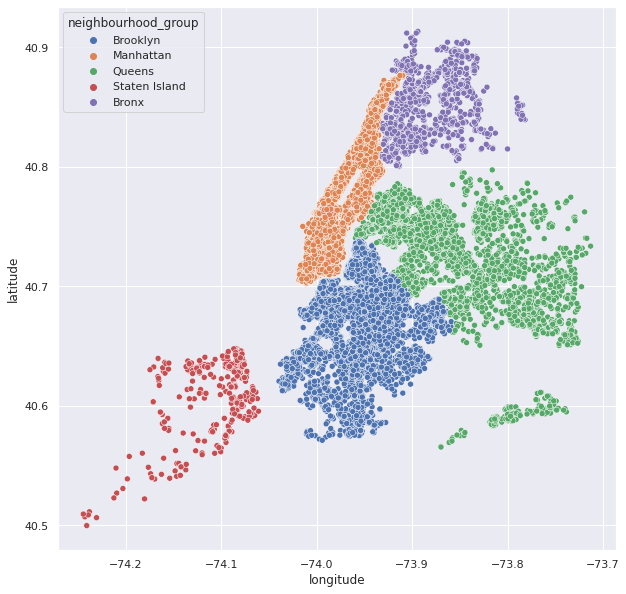 neighbourhood_group
Brooklyn
Manhattan
Queens
Staten Island
Bronx
40.9
40.8
40.7
40.6
40.5
latitude
−74.2
−74.1
−74.0
−73.9
−73.8
−73.7
longitude